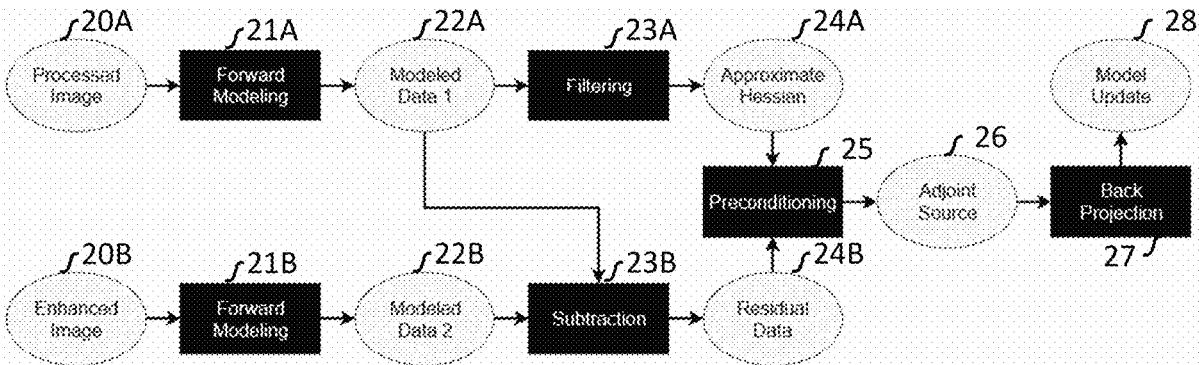 20A
21A
22A
23A
24A
28
Processed
Image
Forward
Modeling
Modeled
Data 1
Filtering
Approximate
Hessian
Model
Update
25
26
Preconditioning
Adjoint
Source
Back
Projection
27
20B
21B
22B
23B
24B
Enhanced
Image
Forward
Modeling
Modeled
Data 2
Subtraction
Residual
Data